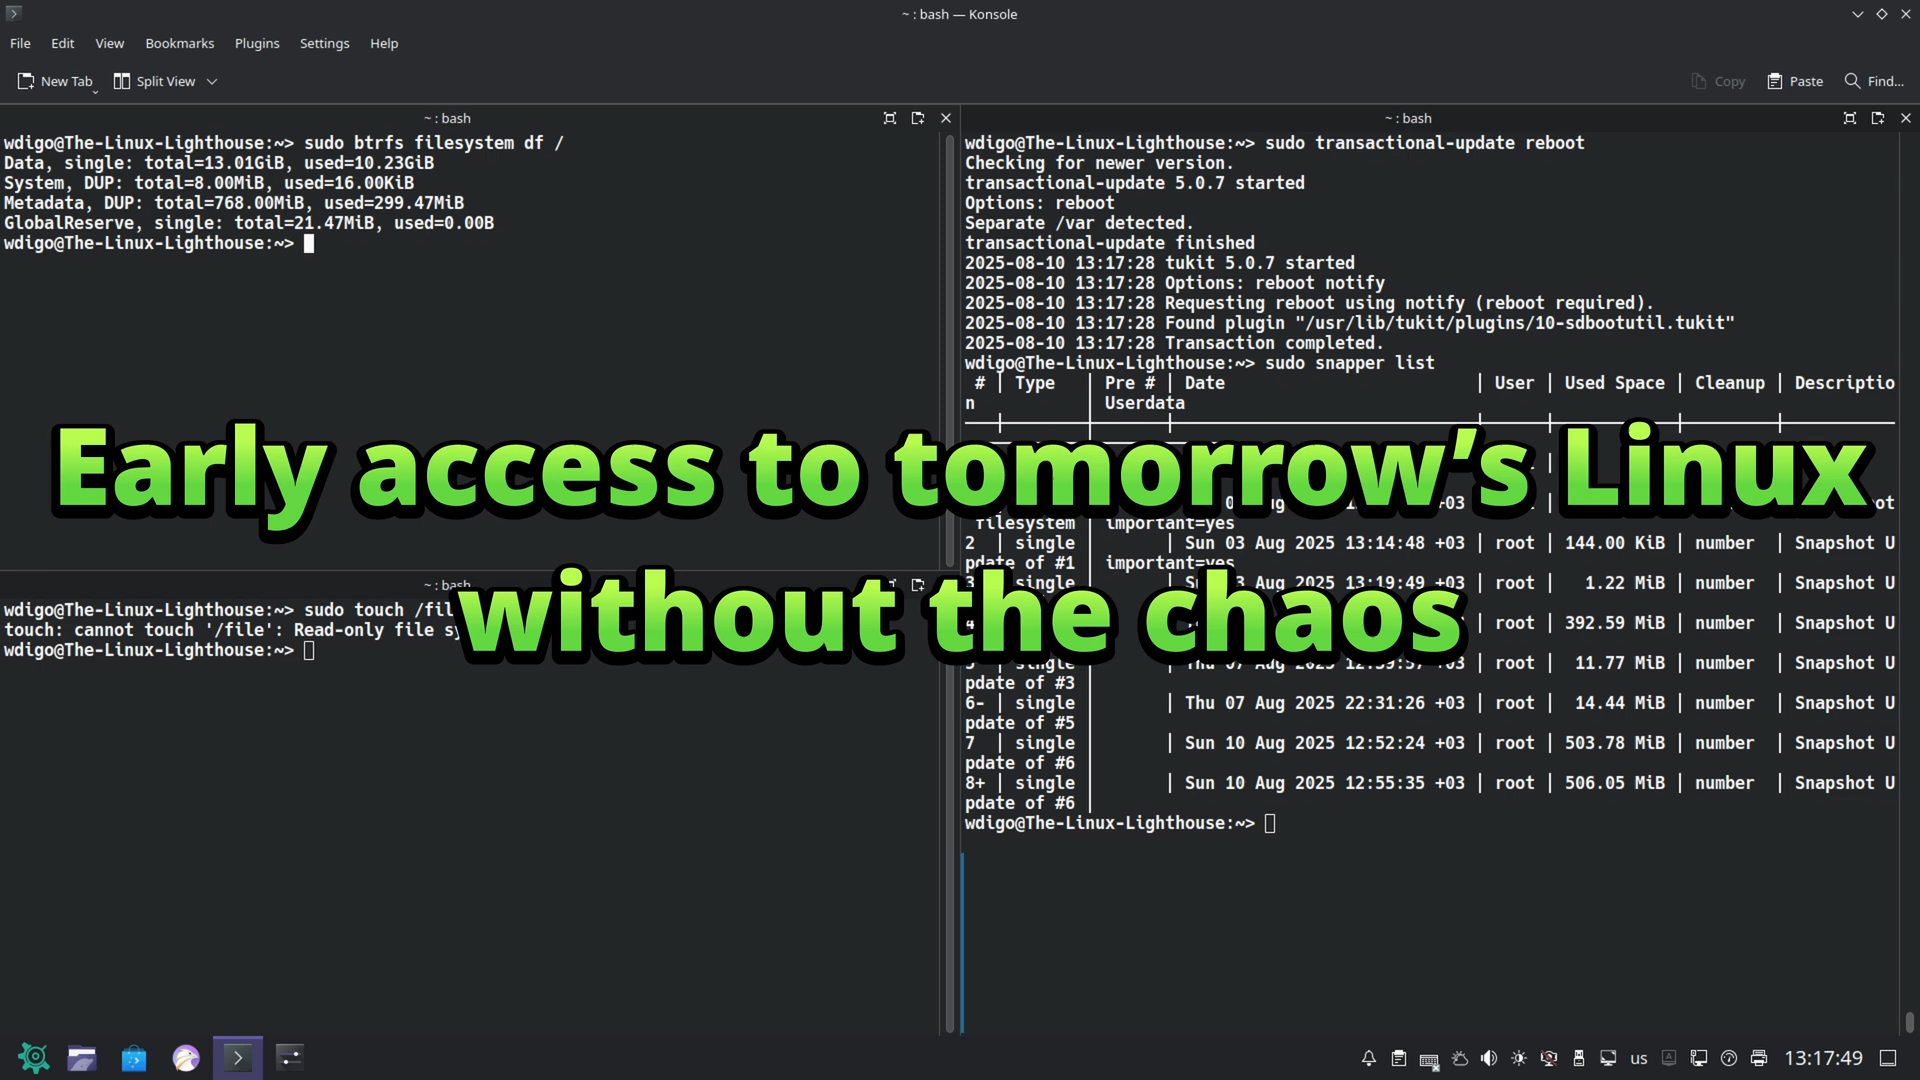 ~ : bash — Konsole
File Edit View Bookmarks Plugins Settings Help
New Tab Split View Copy Paste Find...
~ : bash
wdigo@The-Linux-Lighthouse:~> sudo btrfs filesystem df /
Data, single: total=13.01GiB, used=10.23GiB
System, DUP: total=8.00MiB, used=16.00KiB
Metadata, DUP: total=768.00MiB, used=299.47MiB
GlobalReserve, single: total=21.47MiB, used=0.00B
wdigo@The-Linux-Lighthouse:~>
~ : bash
wdigo@The-Linux-Lighthouse:~> sudo transactional-update reboot
Checking for newer version.
transactional-update 5.0.7 started
Options: reboot
Separate /var detected.
transactional-update finished
2025-08-10 13:17:28 tukit 5.0.7 started
2025-08-10 13:17:28 Options: reboot notify
2025-08-10 13:17:28 Requesting reboot using notify (reboot required).
2025-08-10 13:17:28 Found plugin "/usr/lib/tukit/plugins/10-sdbootutil.tukit"
2025-08-10 13:17:28 Transaction completed.
wdigo@The-Linux-Lighthouse:~> sudo snapper list
# | Type | Pre # | Date | User | Used Space | Cleanup | Descriptio
n | Userdata
Early access to tomorrow’s Linux
without the chaos
filesystem | important=yes
2 | single | | Sun 03 Aug 2025 13:14:48 +03 | root | 144.00 KiB | number | Snapshot U
pdate of #1 | important=yes
single 13:19:49 +03 | root | 1.22 MiB | number | Snapshot U
| root | 392.59 MiB | number | Snapshot U
single Thu 07 Aug 2025 +03 | root | 11.77 MiB | number | Snapshot U
pdate of #3 |
6- | single | | Thu 07 Aug 2025 22:31:26 +03 | root | 14.44 MiB | number | Snapshot U
pdate of #5 |
7 | single | | Sun 10 Aug 2025 12:52:24 +03 | root | 503.78 MiB | number | Snapshot U
pdate of #6 |
8+ | single | | Sun 10 Aug 2025 12:55:35 +03 | root | 506.05 MiB | number | Snapshot U
pdate of #6 |
wdigo@The-Linux-Lighthouse:~>
~ : bash
wdigo@The-Linux-Lighthouse:~> sudo touch
touch: cannot touch '/file': Read-only file
wdigo@The-Linux-Lighthouse:~>
us 13:17:49